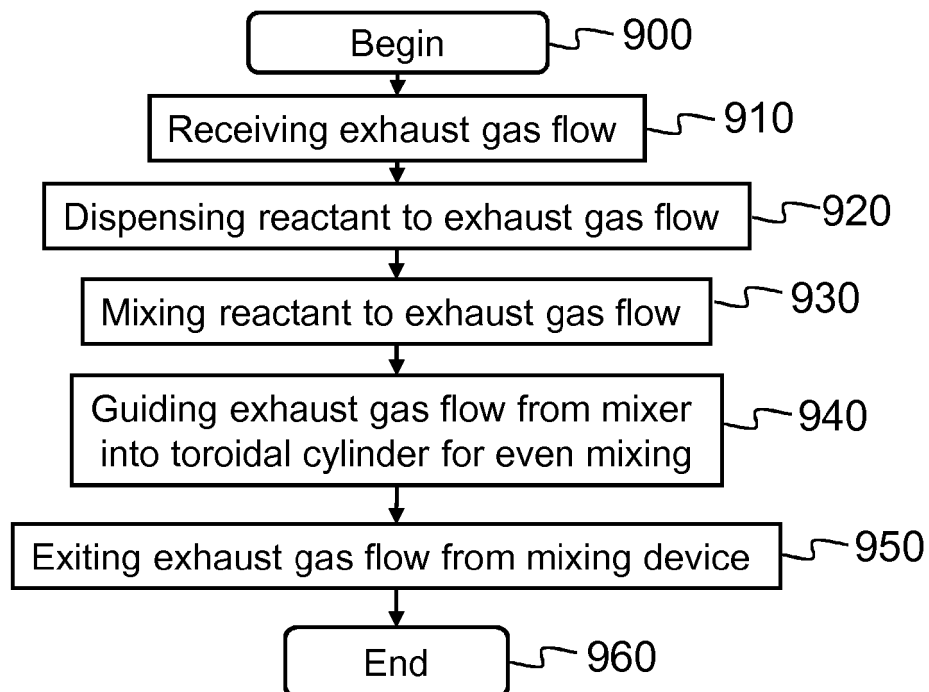 Begin
900
Receiving exhaust gas flow
910
Dispensing reactant to exhaust gas flow
920
Mixing reactant to exhaust gas flow
930
Guiding exhaust gas flow from mixer
into toroidal cylinder for even mixing
940
Exiting exhaust gas flow from mixing device
950
End
960